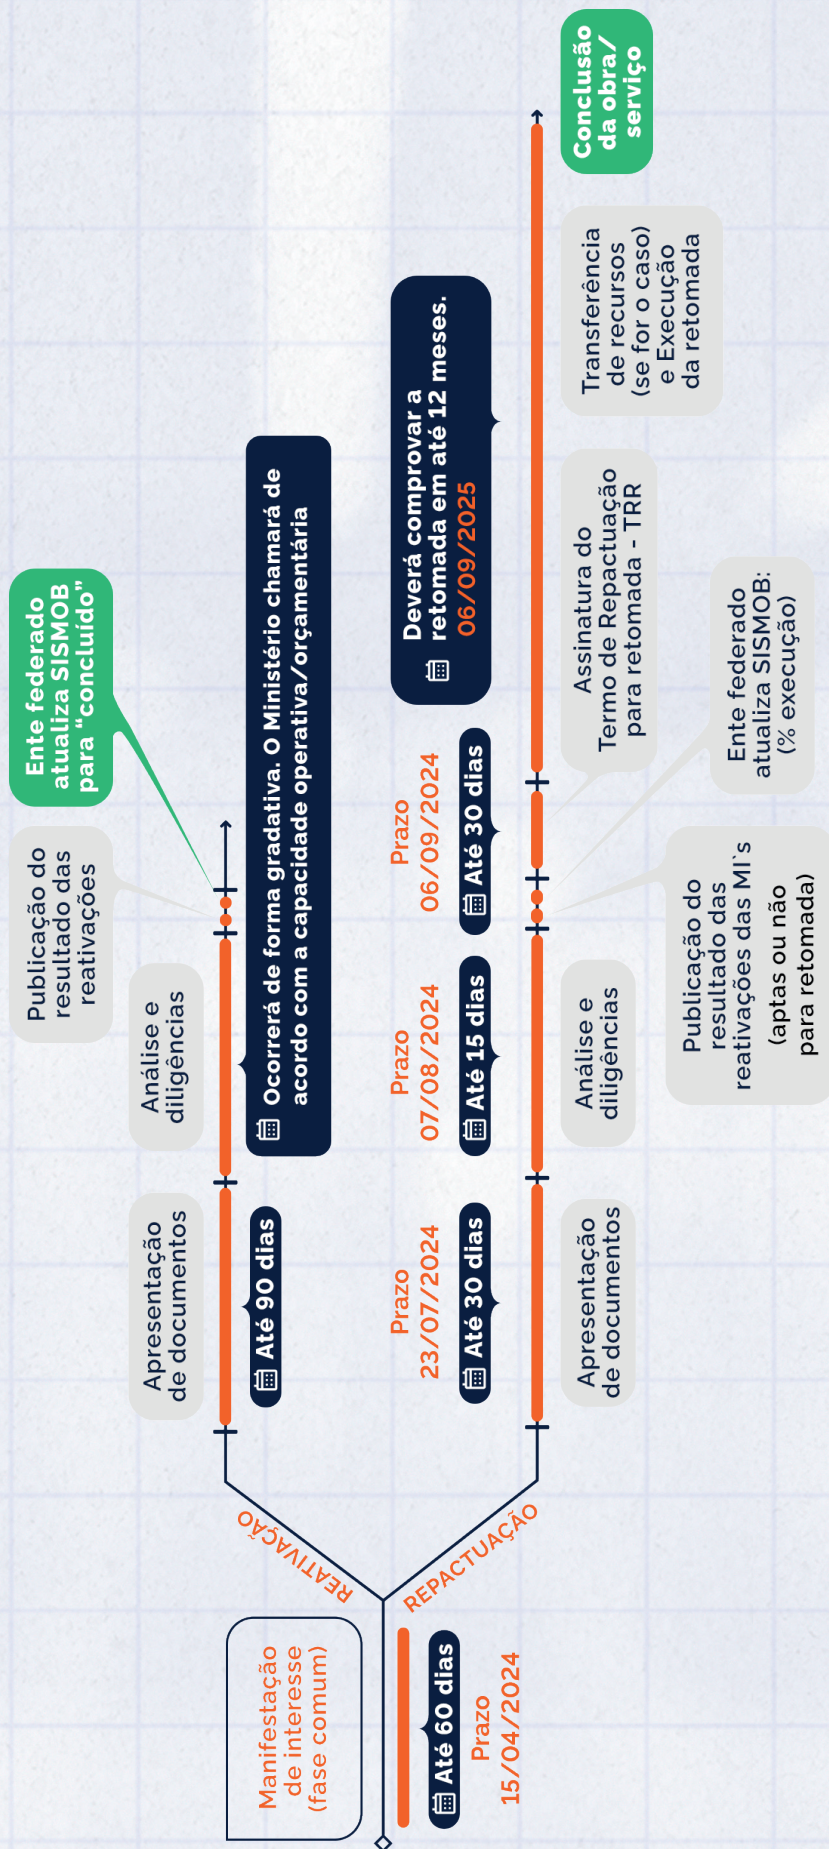 Manifestação
de interesse
(fase comum)
Até 60 dias
Prazo
15/04/2024
REATIVAÇÃO
Apresentação
de documentos
Até 90 dias
Análise e
diligências
Ocorrerá de forma gradativa. O Ministério chamará de
acordo com a capacidade operativa/orçamentária
Publicação do
resultado das
reativações
Ente federado
atualiza SISMOB
para “concluído”
REPACTUAÇÃO
Prazo
23/07/2024
Até 30 dias
Apresentação
de documentos
Prazo
07/08/2024
Até 15 dias
Análise e
diligências
Publicação do
resultado das
reativações das MI`s
(aptas ou não
para retomada)
Ente federado
atualiza SISMOB:
(% execução)
Prazo
06/09/2024
Até 30 dias
Assinatura do
Termo de Repactuação
para retomada - TRR
Deverá comprovar a
retomada em até 12 meses.
06/09/2025
Transferência
de recursos
(se for o caso)
e Execução
da retomada
Conclusão
da obra/
serviço